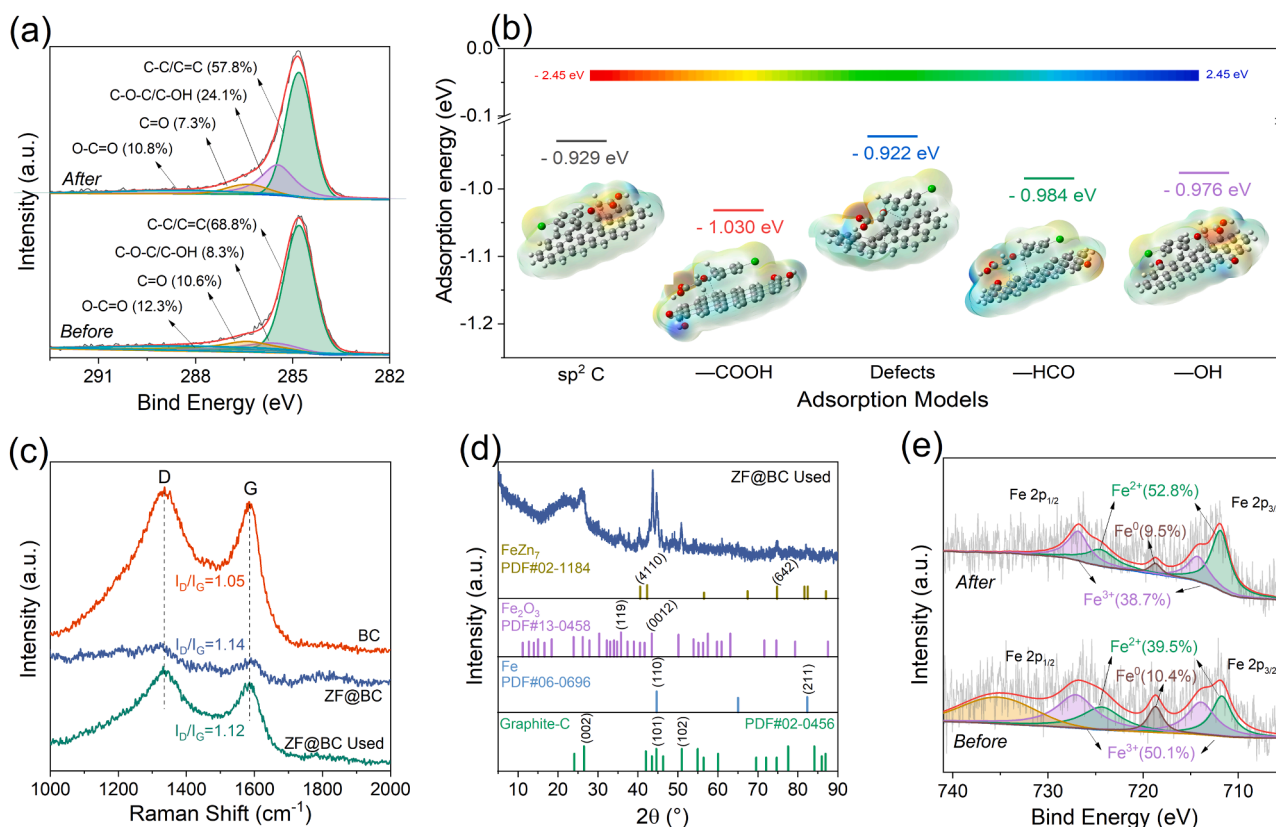 (a)
C-C/C=C (57.8%)
C-O-C/C-OH (24.1%)
C=O (7.3%)
O-C=O (10.8%)
After
C-C/C=C(68.8%)
C-O-C/C-OH (8.3%)
C=O (10.6%)
O-C=O (12.3%)
Before
Intensity (a.u.)
291 288 285 282
Bind Energy (eV)
(b)
Adsorption energy (eV)
0.0
-0.1
-1.0
-1.1
-1.2
- 2.45 eV
2.45 eV
- 0.929 eV
- 1.030 eV
- 0.922 eV
- 0.984 eV
- 0.976 eV
sp² C —COOH Defects —HCO —OH
Adsorption Models
(c)
D G
I_D/I_G=1.05
BC
I_D/I_G=1.14
ZF@BC
I_D/I_G=1.12
ZF@BC Used
Intensity (a.u.)
1000 1200 1400 1600 1800 2000
Raman Shift (cm⁻¹)
(d)
ZF@BC Used
FeZn₇
PDF#02-1184
(4110)
(642)
Fe₂O₃
PDF#13-0458
(119)
(0012)
Fe
PDF#06-0696
(110)
(211)
Graphite-C
PDF#02-0456
(002)
(101)
(102)
Intensity (a.u.)
10 20 30 40 50 60 70 80 90
2θ (°)
(e)
Fe 2p₁/₂
Fe²⁺(52.8%)
Fe 2p₃/
Fe⁰(9.5%)
After
Fe³⁺(38.7%)
Fe 2p₁/₂
Fe²⁺(39.5%)
Fe 2p₃/₂
Fe⁰(10.4%)
Before
Fe³⁺(50.1%)
Intensity (a.u.)
740 730 720 710
Bind Energy (eV)